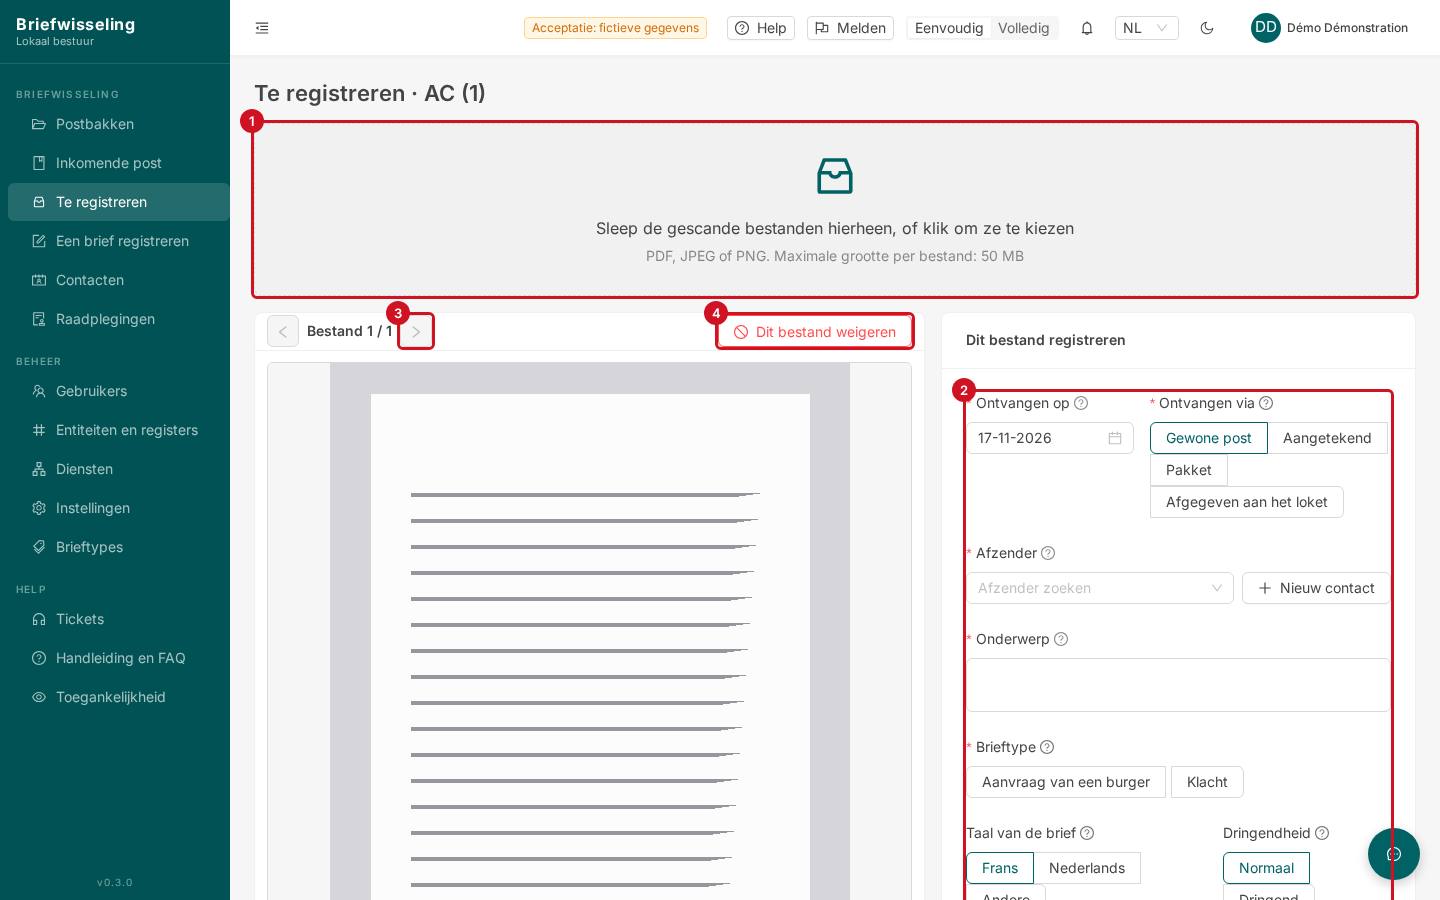 Briefwisseling
Lokaal bestuur
Acceptatie: fictieve gegevens
Help
Melden
Eenvoudig
Volledig
NL
DD
Démo Démonstration
BRIEFWISSELING
Postbakken
Inkomende post
Te registreren
Een brief registreren
Contacten
Raadplegingen
BEHEER
Gebruikers
Entiteiten en registers
Diensten
Instellingen
Brieftypes
HELP
Tickets
Handleiding en FAQ
Toegankelijkheid
v0.3.0
Te registreren · AC (1)
1
Sleep de gescande bestanden hierheen, of klik om ze te kiezen
PDF, JPEG of PNG. Maximale grootte per bestand: 50 MB
Bestand 1 / 1
3
4
Dit bestand weigeren
Dit bestand registreren
2
Ontvangen op
* Ontvangen via
17-11-2026
Gewone post
Aangetekend
Pakket
Afgegeven aan het loket
* Afzender
Afzender zoeken
Nieuw contact
* Onderwerp
* Brieftype
Aanvraag van een burger
Klacht
Taal van de brief
Dringendheid
Frans
Nederlands
Normaal
Andere
Dringend